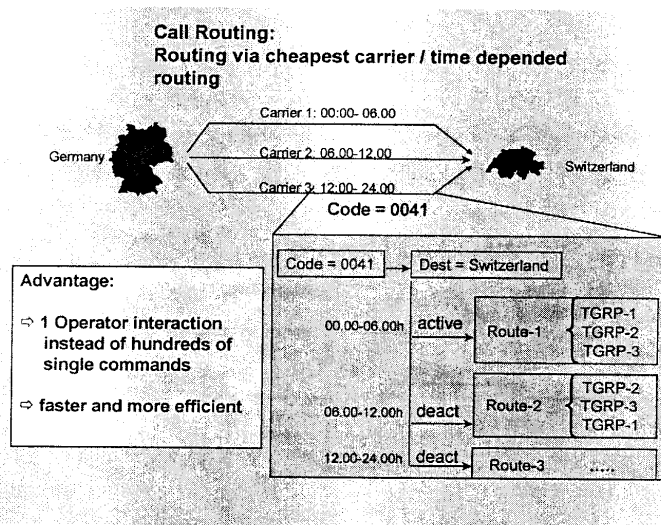 Call Routing:
Routing via cheapest carrier / time depended
routing
Carrier 1: 00:00- 06.00
Germany
Carrier 2: 06.00-12.00
Switzerland
Carrier 3: 12:00- 24.00
Code = 0041
Code = 0041
Dest = Switzerland
Advantage:
⇨ 1 Operator interaction
instead of hundreds of
single commands
⇨ faster and more efficient
00.00-06.00h
active
Route-1
TGRP-1
TGRP-2
TGRP-3
06.00-12.00h
deact
Route-2
TGRP-2
TGRP-3
TGRP-1
12.00-24.00h
deact
Route-3
.....